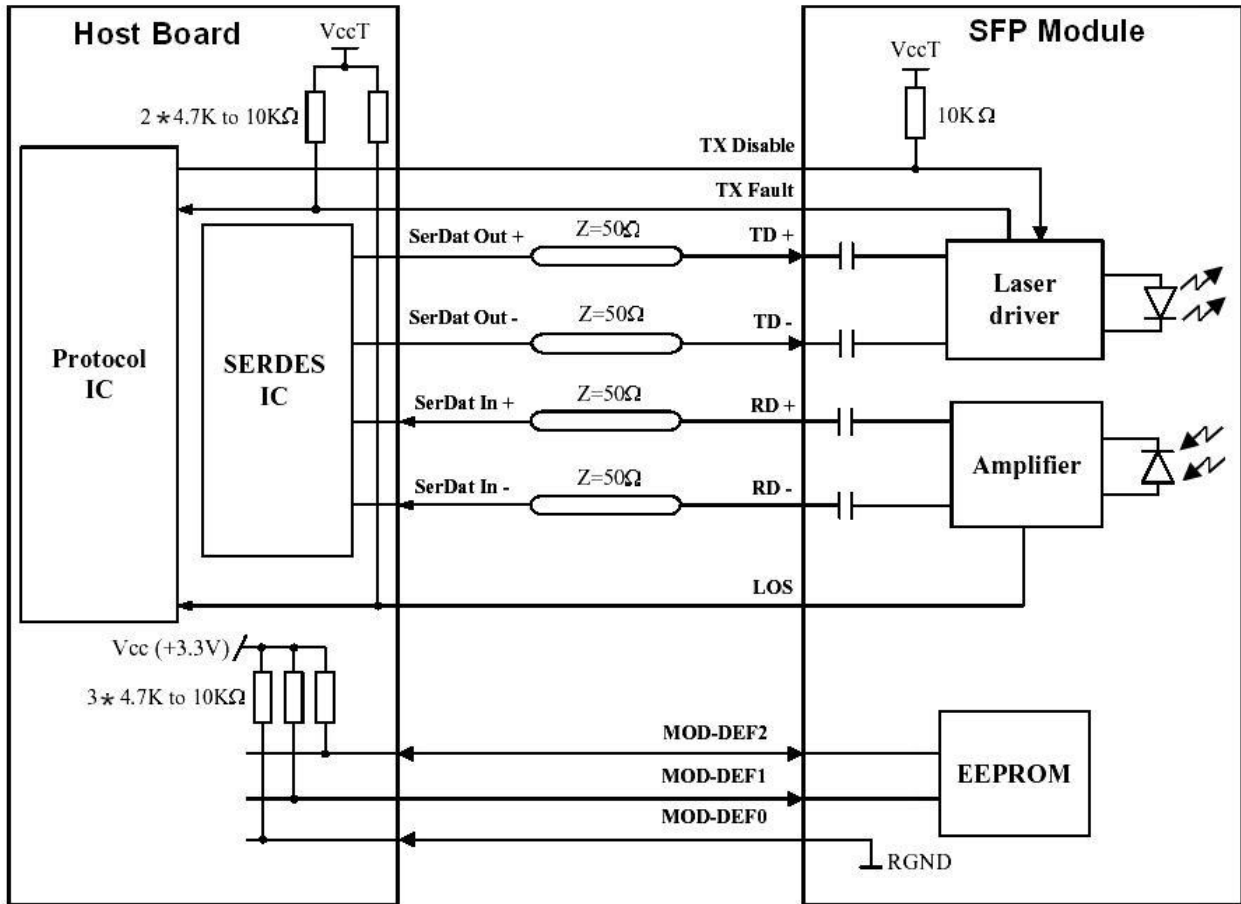 Host Board
SFP Module
VccT
VccT
2*4.7K to 10KΩ
10KΩ
TX Disable
TX Fault
SerDat Out +
Z=50Ω
TD +
Laser
driver
SerDat Out -
Z=50Ω
TD -
Protocol
IC
SERDES
IC
SerDat In +
Z=50Ω
RD +
Amplifier
SerDat In -
Z=50Ω
RD -
LOS
Vcc (+3.3V)
3* 4.7K to 10KΩ
MOD-DEF2
EEPROM
MOD-DEF1
MOD-DEF0
RGND